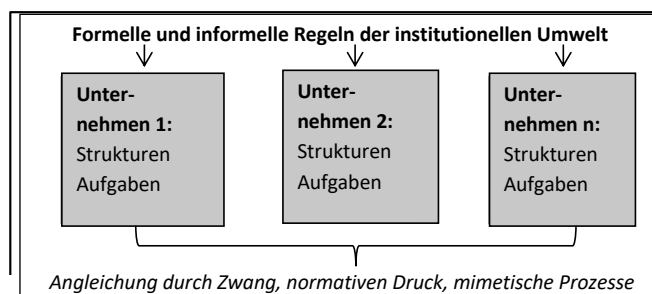 Formelle und informelle Regeln der institutionellen Umwelt
Unter-
nehmen 1:
Strukturen
Aufgaben
Unter-
nehmen 2:
Strukturen
Aufgaben
Unter-
nehmen n:
Strukturen
Aufgaben
Angleichung durch Zwang, normativen Druck, mimetische Prozesse